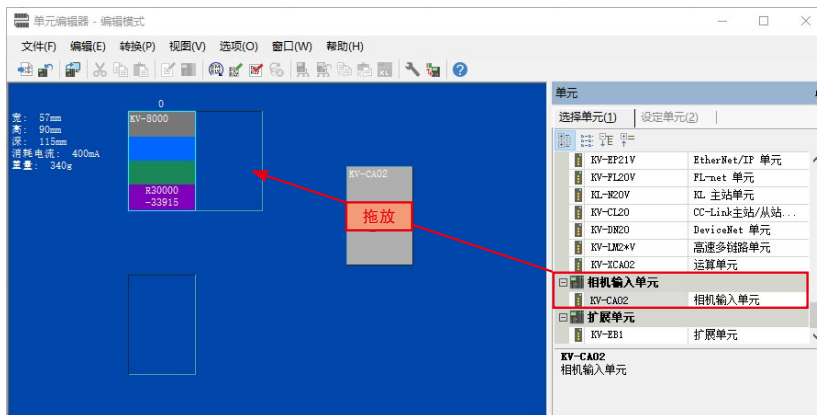 单元编辑器 - 编辑模式
文件(F) 编辑(E) 转换(P) 视图(V) 选项(O) 窗口(W) 帮助(H)
单元
选择单元(1) 设定单元(2)
宽: 57mm
高: 90mm
深: 115mm
消耗电流: 400mA
重量: 340g
0
KV-8000
R30000
-33915
KV-CA02
拖放
KV-EP21V EtherNet/IP 单元
KV-FL20V FL-net 单元
KL-N20V KL 主站单元
KV-CL20 CC-Link主站/从站...
KV-DN20 DeviceNet 单元
KV-LM2*V 高速多链路单元
KV-XCA02 运算单元
相机输入单元
KV-CA02 相机输入单元
扩展单元
KV-EB1 扩展单元
KV-CA02
相机输入单元